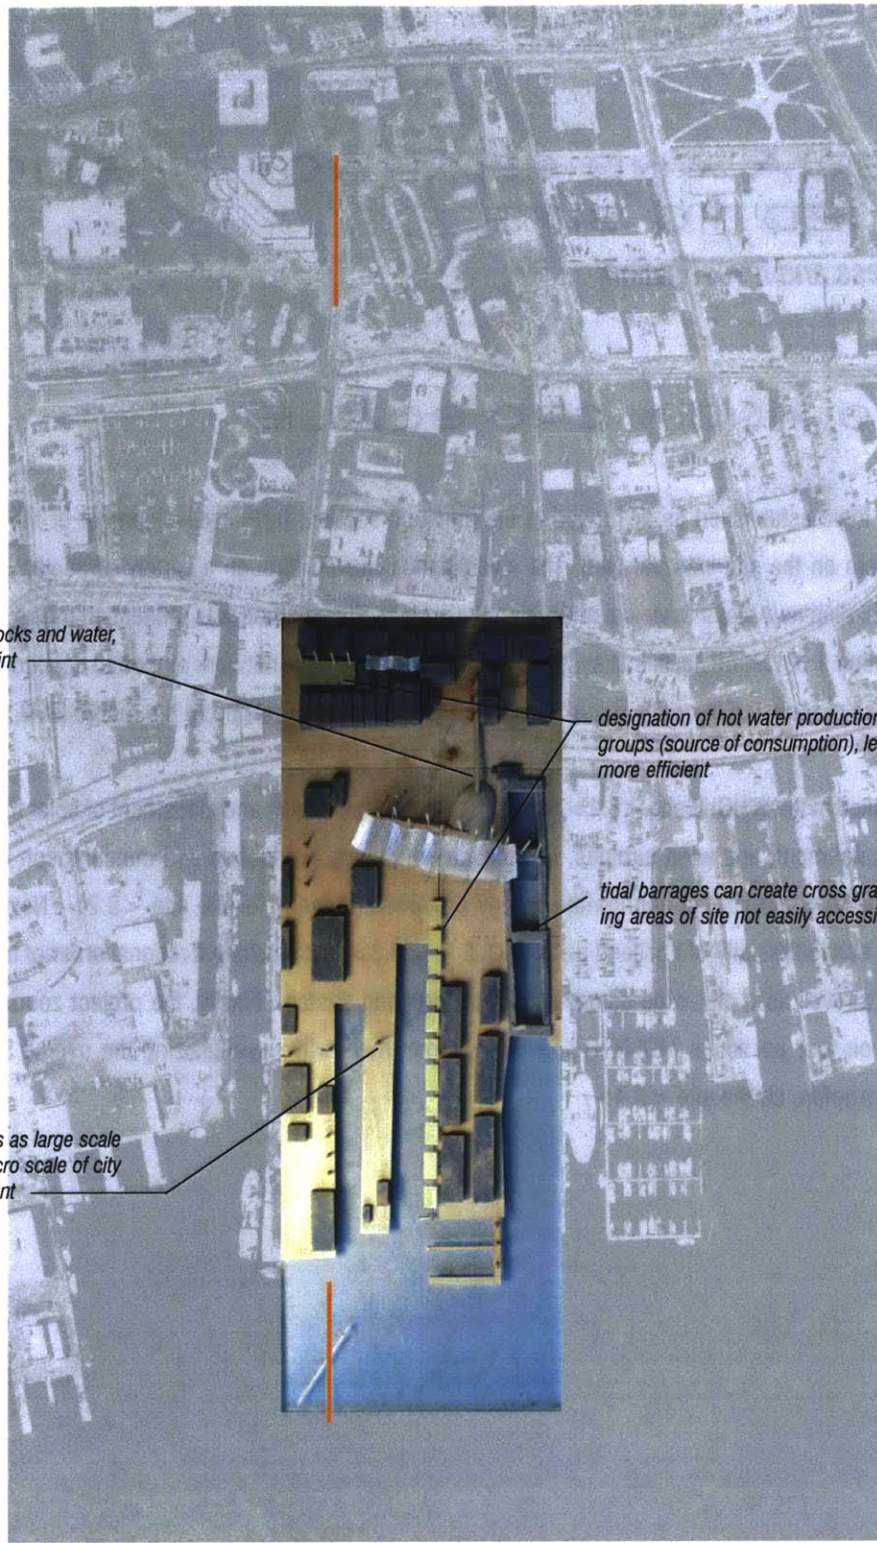 ocks and water,
int
designation of hot water production
groups (source of consumption), le
more efficient
tidal barrages can create cross gra
ing areas of site not easily accessi
s as large scale
cro scale of city
nt